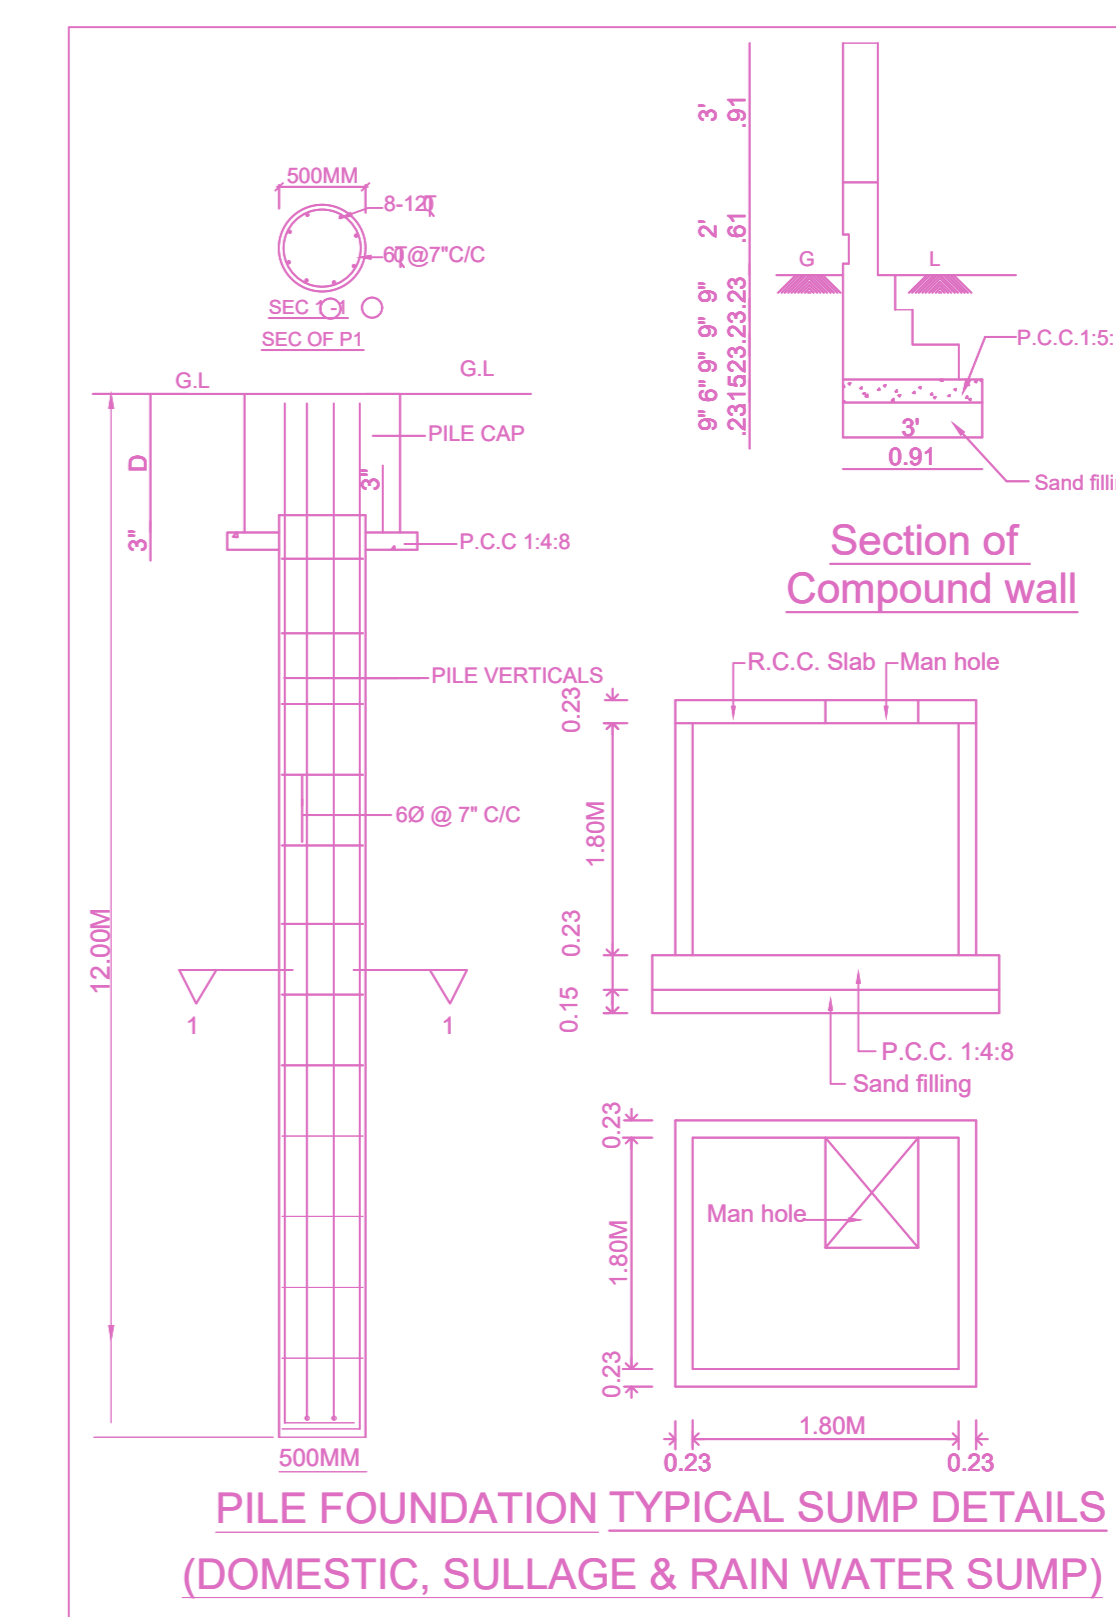 500MM
8-12T
6T@7"C/C
SEC 1-1
SEC OF P1
G.L
G.L
PILE CAP
D
3"
3"
P.C.C 1:4:8
PILE VERTICALS
6Ø @ 7" C/C
12.00M
1
1
500MM
PILE FOUNDATION
3'
.91
2'
.61
9" 6" 9" 9" 9"
.23.15.23.23.23
G
L
P.C.C.1:5:
3'
0.91
Sand filli
Section of
Compound wall
R.C.C. Slab
Man hole
0.23
1.80M
0.23
0.15
P.C.C. 1:4:8
Sand filling
0.23
Man hole
1.80M
0.23
1.80M
0.23
0.23
TYPICAL SUMP DETAILS
(DOMESTIC, SULLAGE & RAIN WATER SUMP)